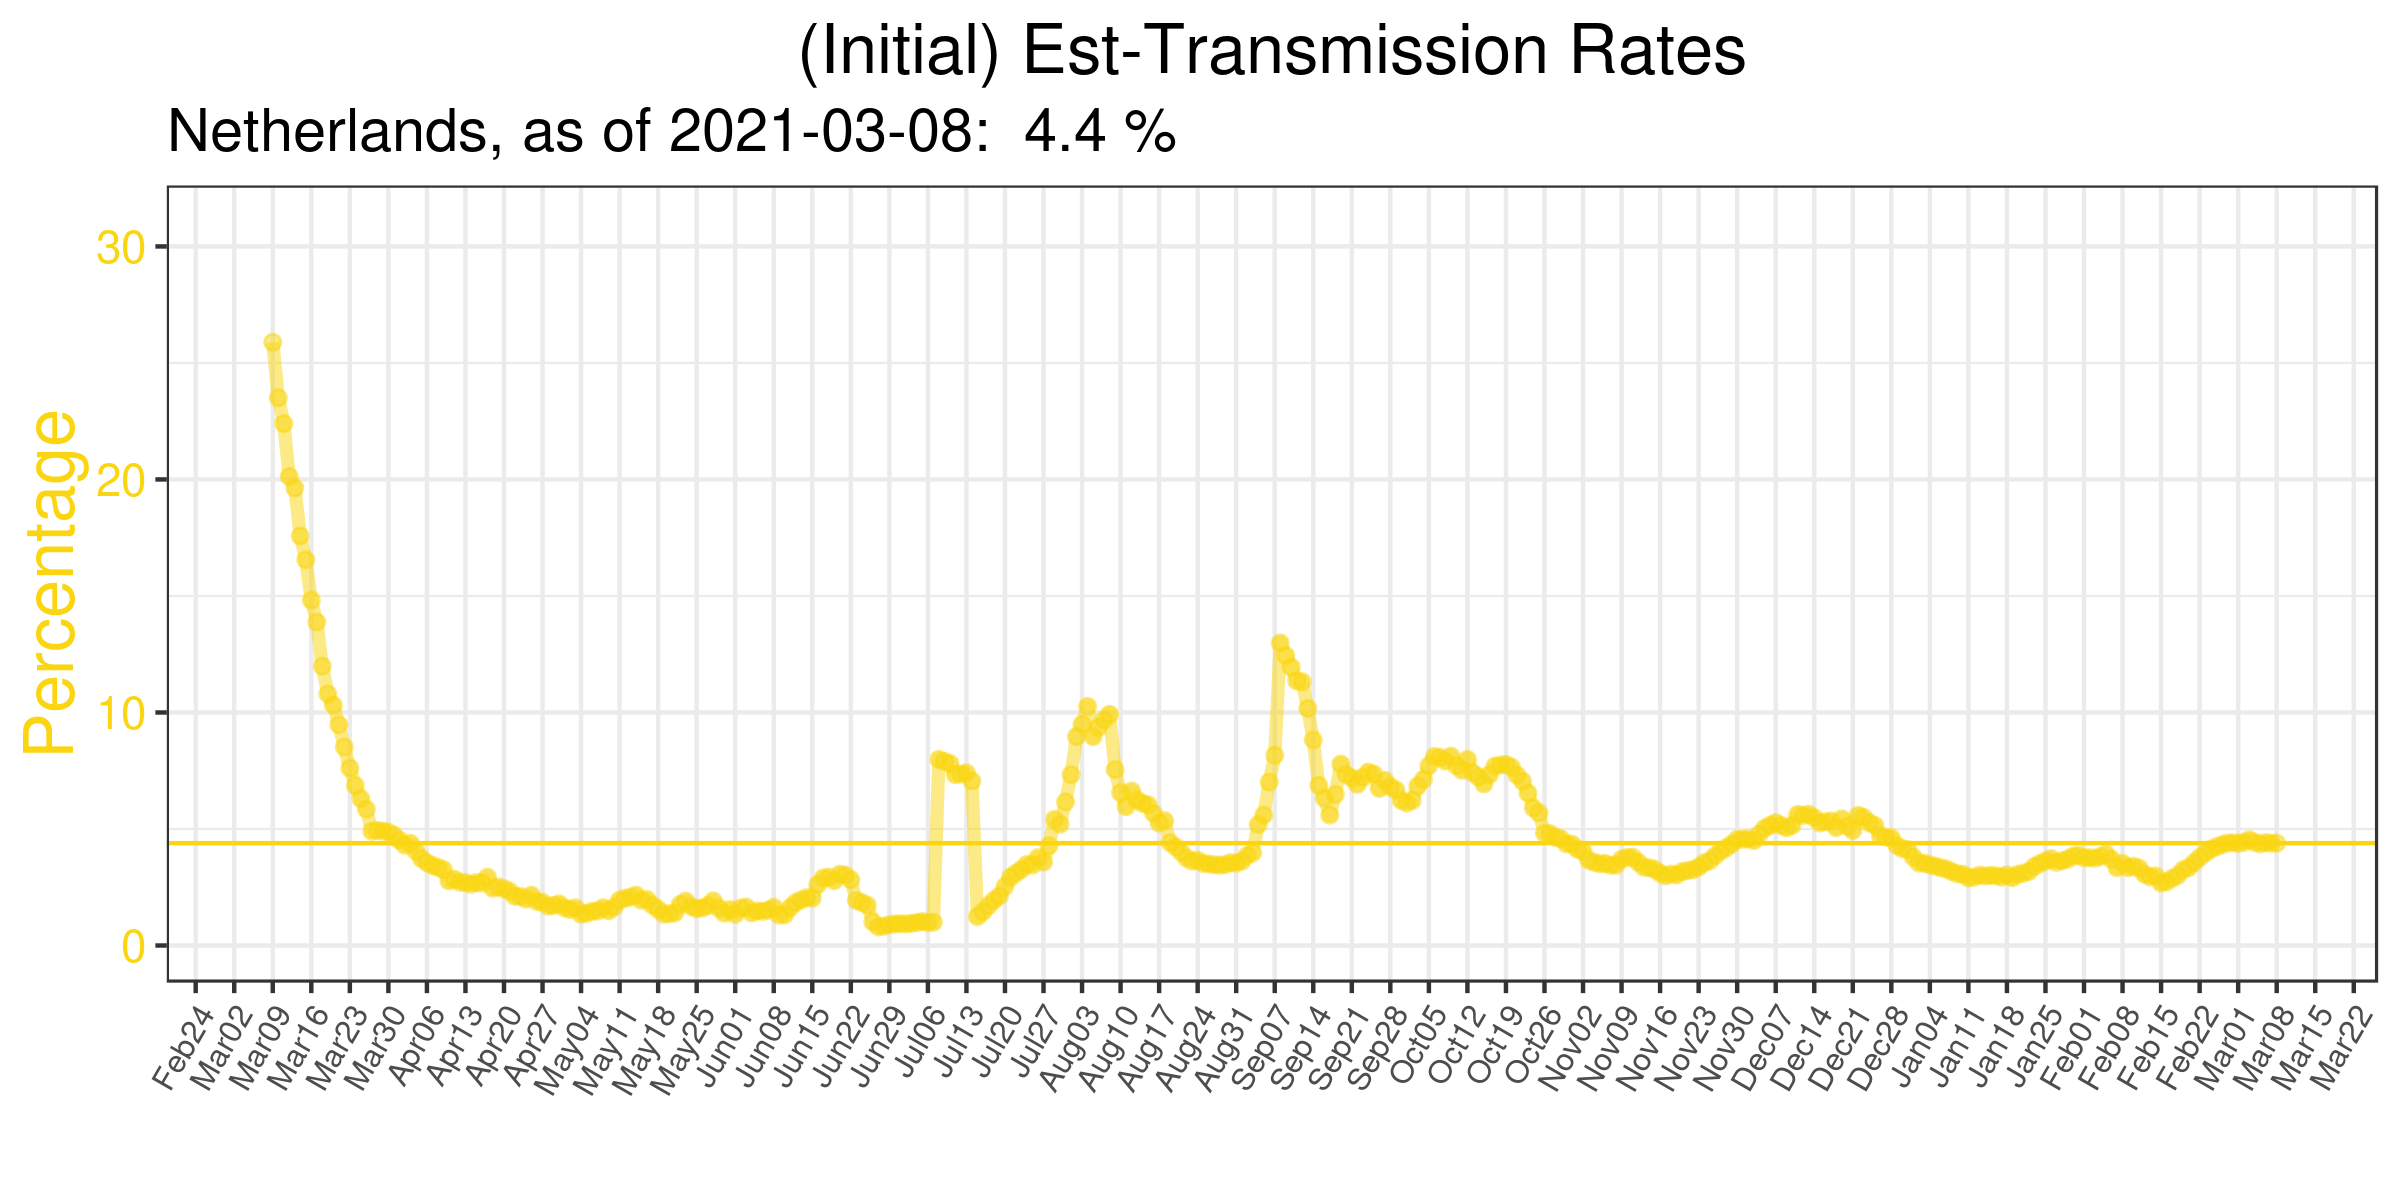 (Initial) Est-Transmission Rates
Netherlands, as of 2021-03-08:  4.4 %
Percentage
30
20
10
0
Feb24
Mar02
Mar09
Mar16
Mar23
Mar30
Apr06
Apr13
Apr20
Apr27
May04
May11
May18
May25
Jun01
Jun08
Jun15
Jun22
Jun29
Jul06
Jul13
Jul20
Jul27
Aug03
Aug10
Aug17
Aug24
Aug31
Sep07
Sep14
Sep21
Sep28
Oct05
Oct12
Oct19
Oct26
Nov02
Nov09
Nov16
Nov23
Nov30
Dec07
Dec14
Dec21
Dec28
Jan04
Jan11
Jan18
Jan25
Feb01
Feb08
Feb15
Feb22
Mar01
Mar08
Mar15
Mar22